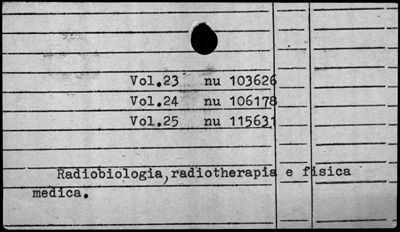 Vol.23 nu 103626
Vol.24 nu 106178
Vol.25 nu 115631
Radiobiologia,radiotherapia e fisica
medica.